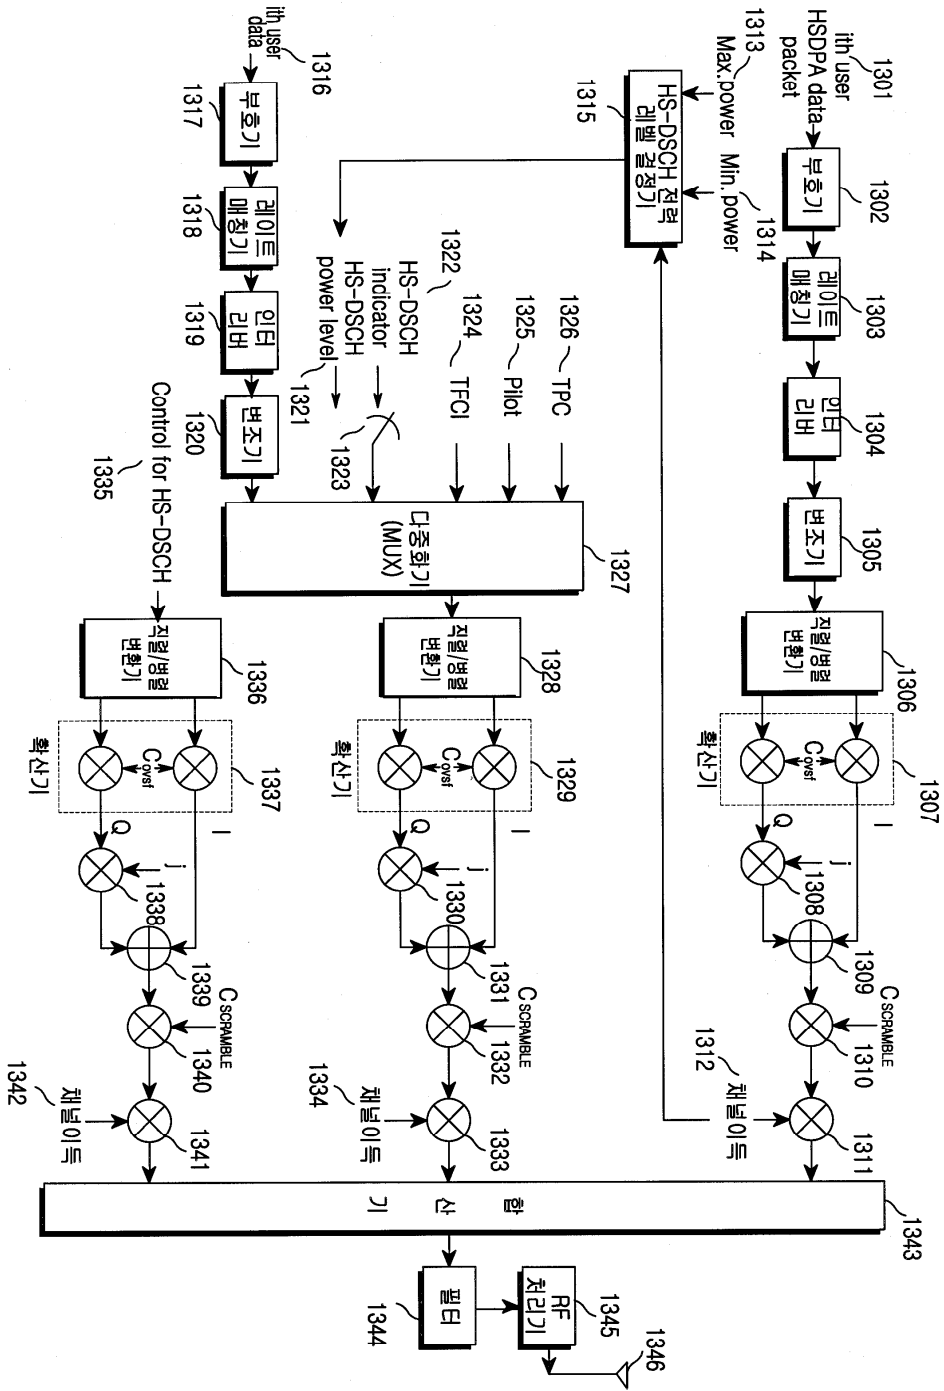 ith user
HSDPA data
packet
1301
부호기
1302
레이트
매칭기
1303
인터
리버
1304
변조기
1305
직렬/병렬
변환기
1306
C ovsf
확산기
1307
I
Q
j
1308
1309
C SCRAMBLE
1310
1311
채널이득
1312
1313
Max.power
Min. power
1314
HS-DSCH 전력
레벨 결정기
1315
ith user
data
1316
부호기
1317
레이트
매칭기
1318
인터
리버
1319
변조기
1320
HS-DSCH
power level
1321
HS-DSCH
indicator
1322
1323
TFCI
1324
Pilot
1325
TPC
1326
다중화기
(MUX)
1327
직렬/병렬
변환기
1328
C ovsf
확산기
1329
I
Q
j
1330
1331
C SCRAMBLE
1332
1333
채널이득
1334
Control for HS-DSCH
1335
직렬/병렬
변환기
1336
C ovsf
확산기
1337
I
Q
j
1338
1339
C SCRAMBLE
1340
1341
채널이득
1342
합 산 기
1343
필터
1344
RF
처리기
1345
1346